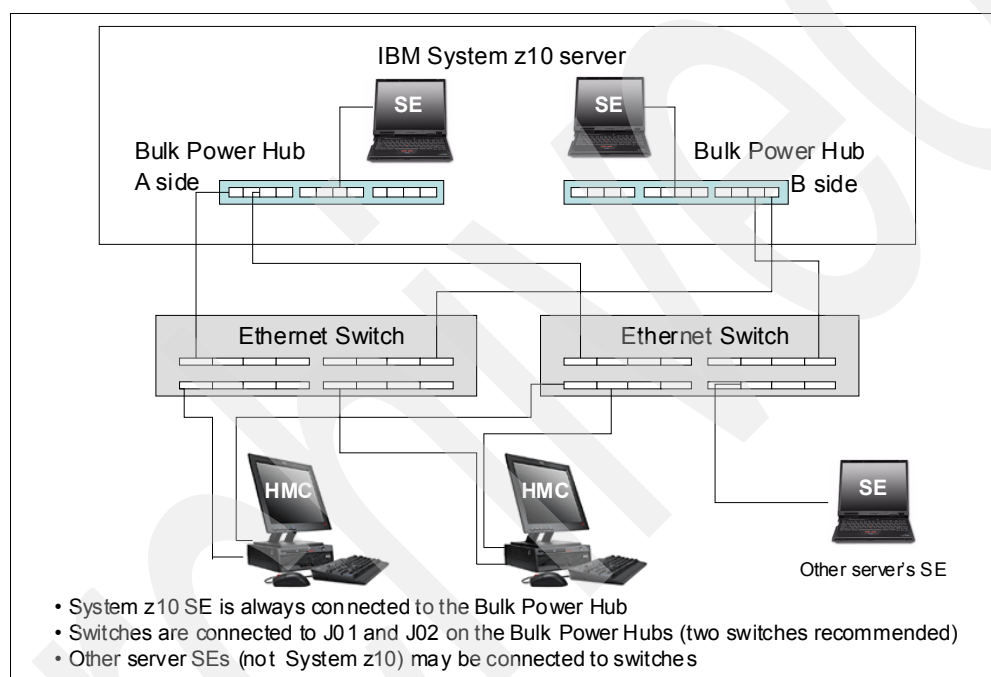 IBM System z10 server
SE
SE
Bulk Power Hub
A side
Bulk Power Hub
B side
Ethernet Switch
Ethernet Switch
HMC
HMC
SE
Other server's SE
• System z10 SE is always connected to the Bulk Power Hub
• Switches are connected to J01 and J02 on the Bulk Power Hubs (two switches recommended)
• Other server SEs (not System z10) may be connected to switches